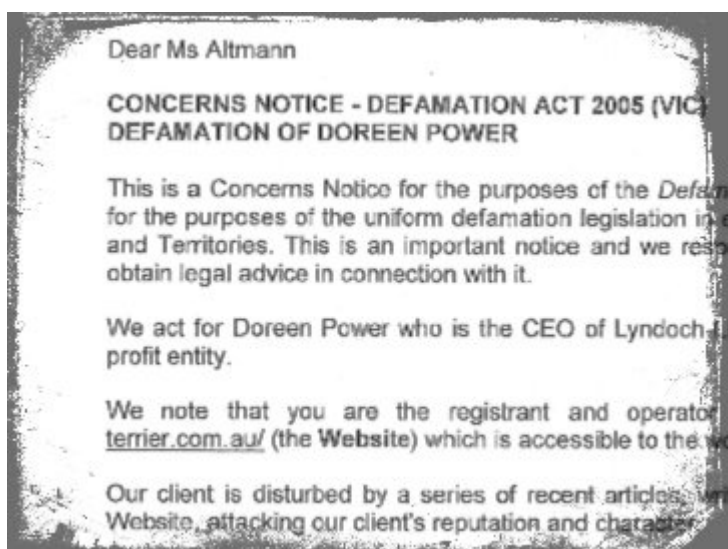 Dear Ms Altmann
CONCERNS NOTICE - DEFAMATION ACT 2005 (VIC)
DEFAMATION OF DOREEN POWER
This is a Concerns Notice for the purposes of the
for the purposes of the uniform defamation legislation in
and Territories. This is an important notice and we
obtain legal advice in connection with it.
We act for Doreen Power who is the CEO of Lyndoch
profit entity.
We note that you are the registrant and operator
terrier.com.au/ (the Website) which is accessible to the
Our client is disturbed by a series of recent articles,
Website, attacking our client's reputation and character